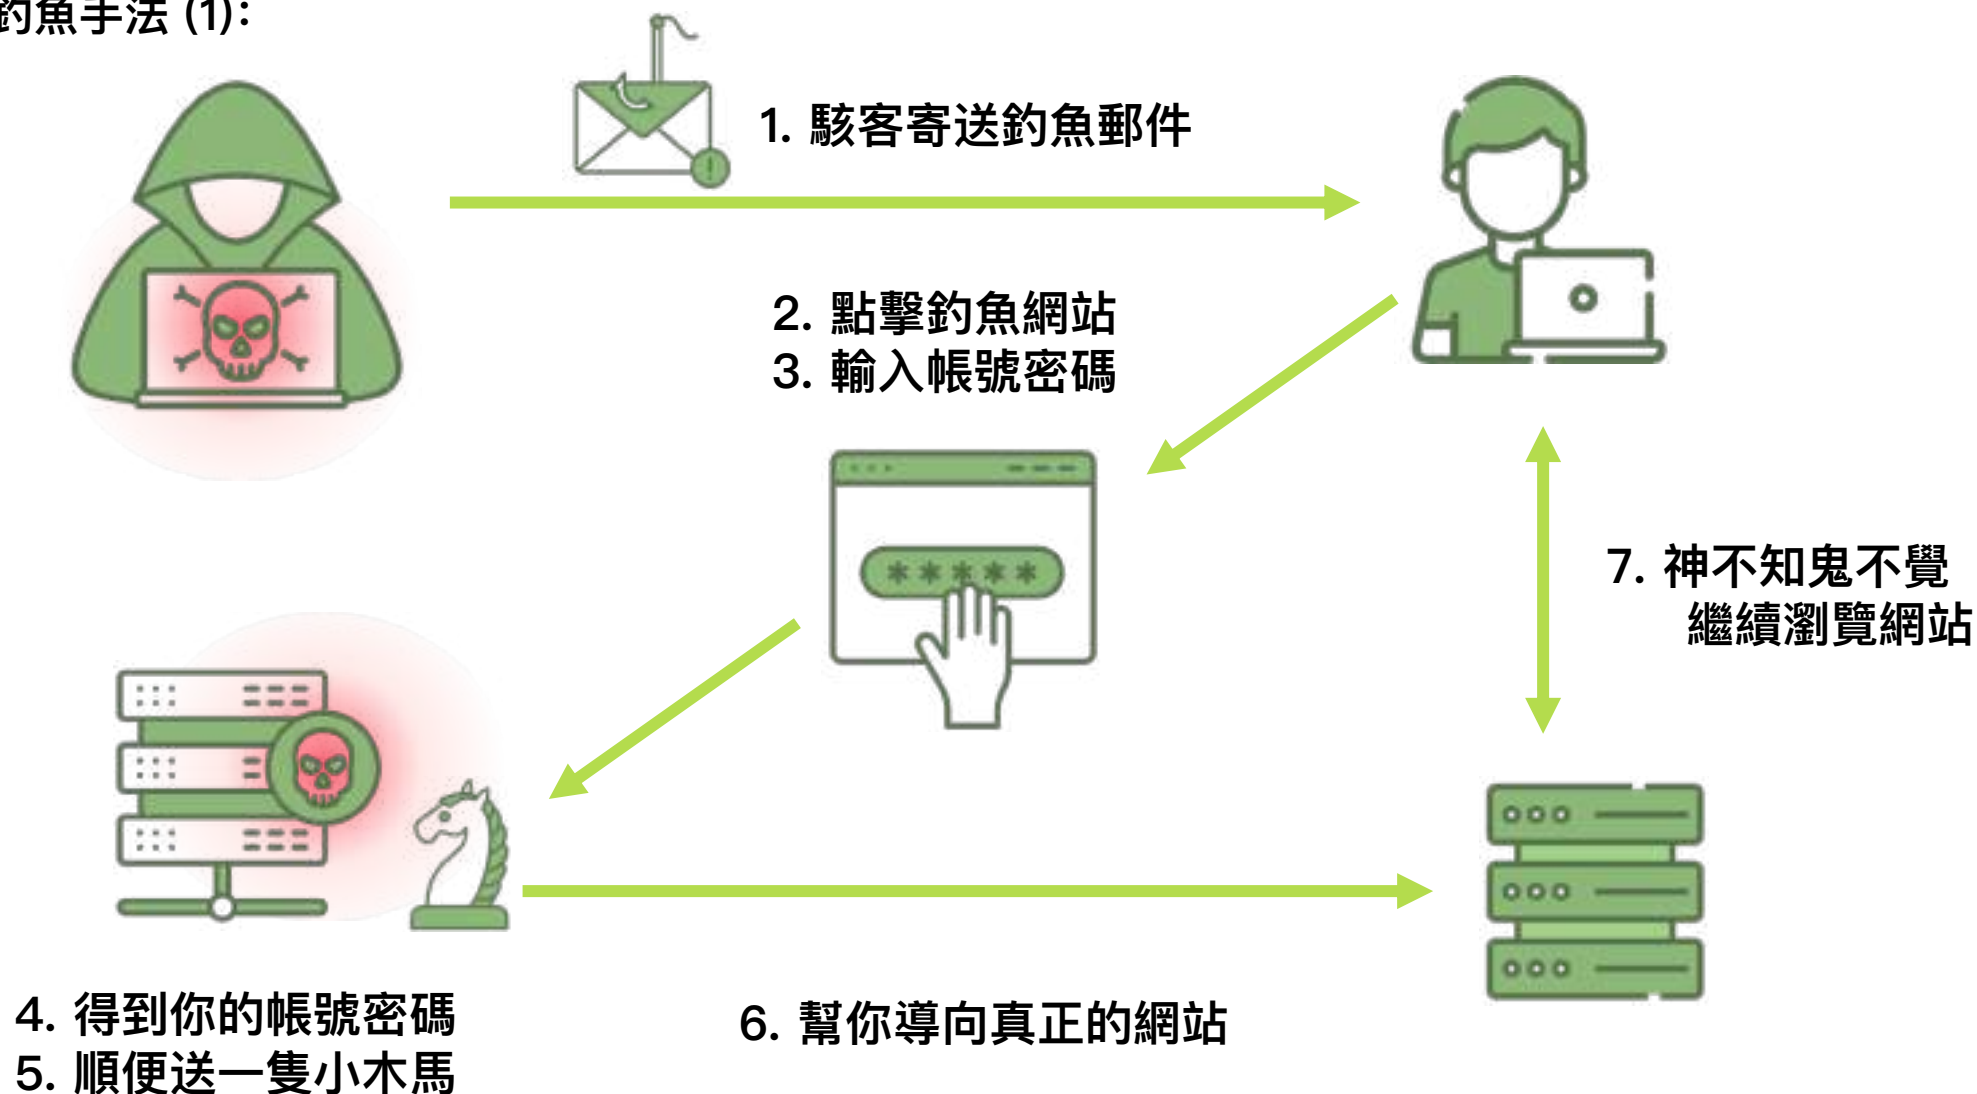 釣魚手法 (1):
1. 駭客寄送釣魚郵件
2. 點擊釣魚網站
3. 輸入帳號密碼
7. 神不知鬼不覺
繼續瀏覽網站
4. 得到你的帳號密碼
5. 順便送一隻小木馬
6. 幫你導向真正的網站